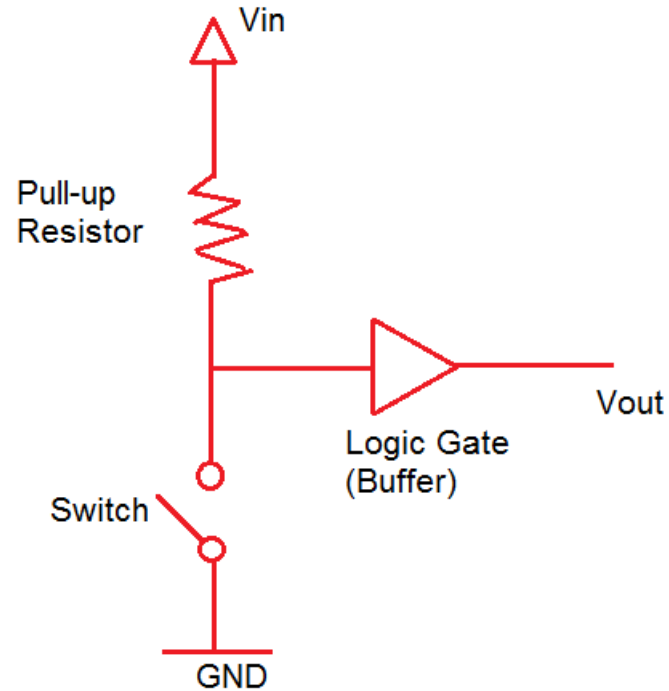 Vin
Pull-up
Resistor
Vout
Logic Gate
(Buffer)
Switch
GND